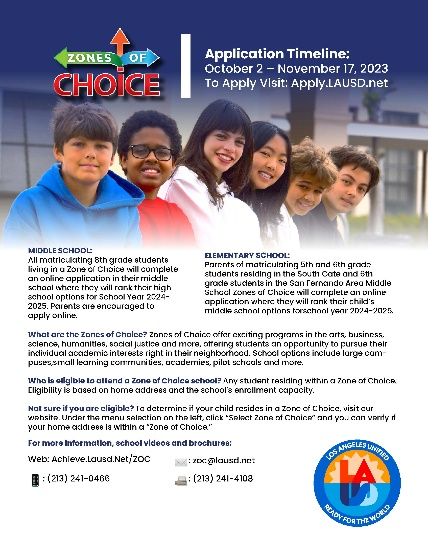 ZONES OF
CHOICE
Application Timeline:
October 2 – November 17, 2023
To Apply Visit: Apply.LAUSD.net
MIDDLE SCHOOL:
All matriculating 8th grade students
living in a Zone of Choice will complete
an online application in their middle
school where they will rank their high
school options for School Year 2024-
2025. Parents are encouraged to
apply online.
ELEMENTARY SCHOOL:
Parents of matriculating 5th and 6th grade
students residing in the South Gate and 6th
grade students in the San Fernando Area Middle
School Zones of Choice will complete an online
application where they will rank their child's
middle school options forschool year 2024-2025.
What are the Zones of Choice? Zones of Choice offer exciting programs in the arts, business,
science, humanities, social justice and more, offering students an opportunity to pursue their
individual academic interests right in their neighborhood. School options include large cam-
puses,small learning communities, academies, pilot schools and more.
Who is eligible to attend a Zone of Choice school? Any student residing within a Zone of Choice.
Eligibility is based on home address and the school's enrollment capacity.
Not sure if you are eligible? To determine if your child resides in a Zone of Choice, visit our
website. Under the menu selection on the left, click "Select Zone of Choice" and you can verify if
your home address is within a "Zone of Choice."
For more information, school videos and brochures:
Web: Achieve.Lausd.Net/ZOC
: zoc@lausd.net
: (213) 241-0466
: (213) 241-4108
LOS ANGELES UNIFIED
LA
US
READY FOR THE WORLD